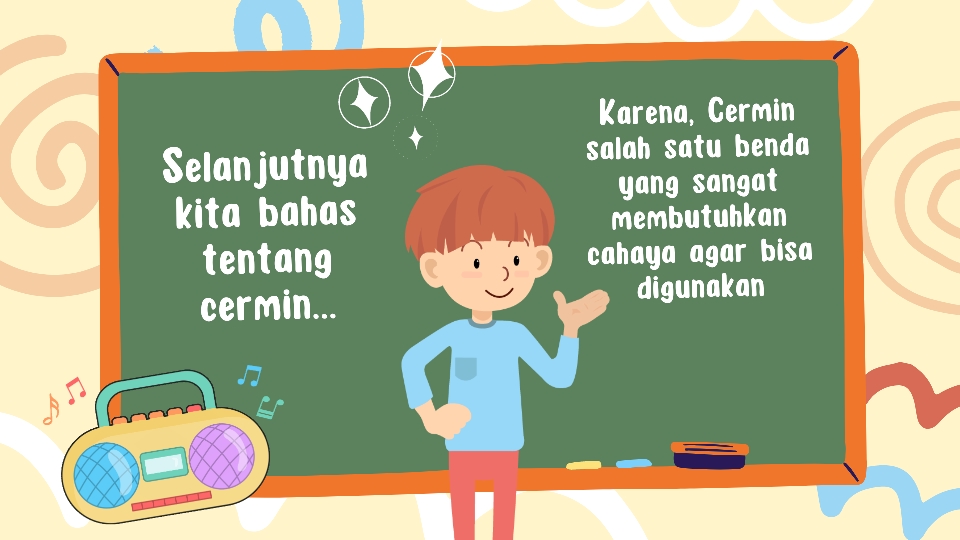 Selanjutnya
kita bahas
tentang
cermin...
Karena, Cermin
salah satu benda
yang sangat
membutuhkan
cahaya agar bisa
digunakan